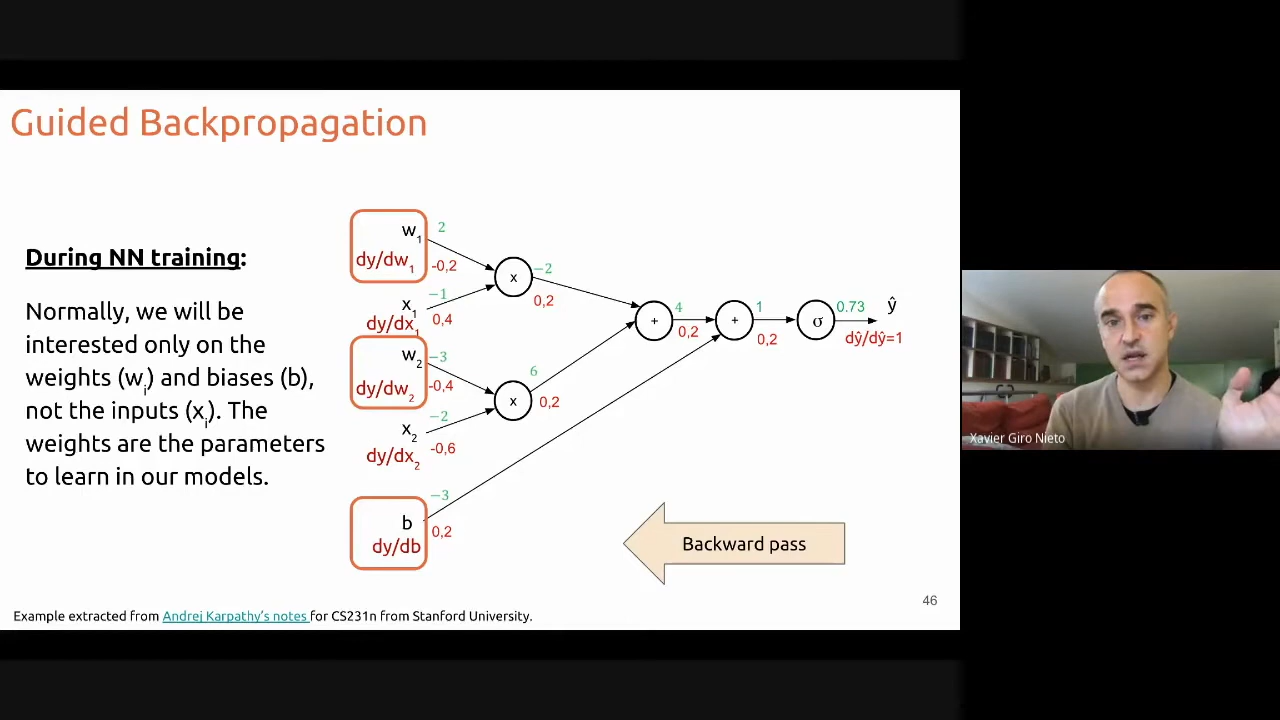 Guided Backpropagation
During NN training:
Normally, we will be
interested only on the
weights (wi) and biases (b),
not the inputs (xi). The
weights are the parameters
to learn in our models.
w1 2
dy/dw1 -0,2
x −2
0,2
x1 −1
dy/dx1 0,4
w2 −3
dy/dw2 -0,4
x 6
0,2
x2 −2
dy/dx2 -0,6
b −3
dy/db 0,2
+ 4
0,2
+ 1
0,2
σ 0.73
ŷ
dŷ/dŷ=1
Backward pass
46
Example extracted from Andrej Karpathy's notes for CS231n from Stanford University.
Xavier Giro Nieto